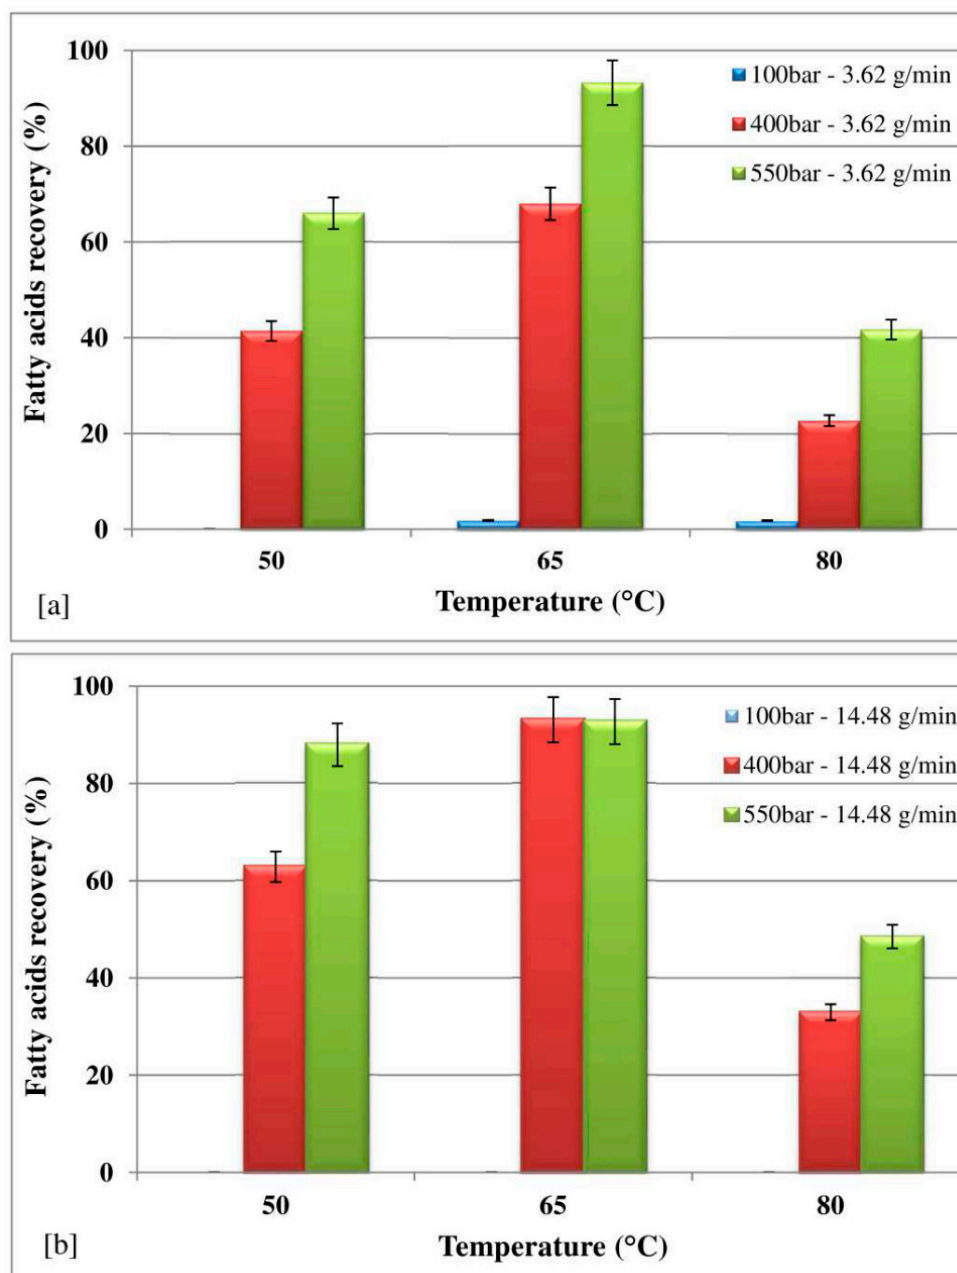 100
80
60
40
20
0
Fatty acids recovery (%)
100bar - 3.62 g/min
400bar - 3.62 g/min
550bar - 3.62 g/min
50 65 80
Temperature (°C)
[a]
100
80
60
40
20
0
Fatty acids recovery (%)
100bar - 14.48 g/min
400bar - 14.48 g/min
550bar - 14.48 g/min
50 65 80
Temperature (°C)
[b]